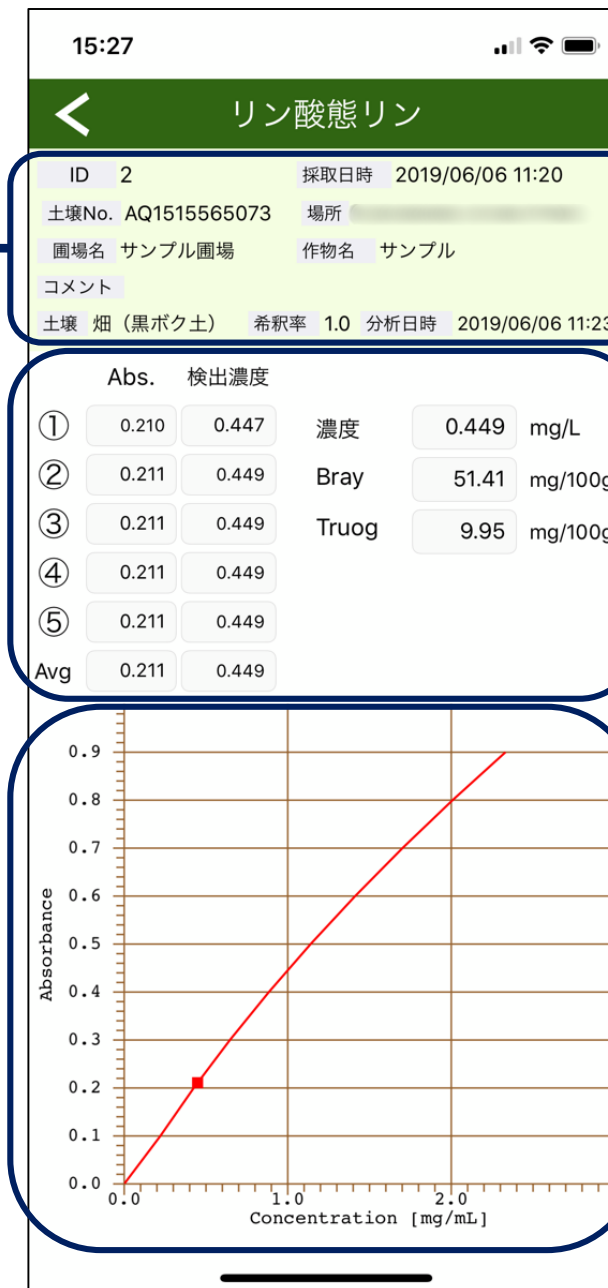 15:27
リン酸態リン
ID 2 採取日時 2019/06/06 11:20
土壌No. AQ1515565073 場所
圃場名 サンプル圃場 作物名 サンプル
コメント
土壌 畑（黒ボク土） 希釈率 1.0 分析日時 2019/06/06 11:23
Abs. 検出濃度
① 0.210 0.447 濃度 0.449 mg/L
② 0.211 0.449 Bray 51.41 mg/100g
③ 0.211 0.449 Truog 9.95 mg/100g
④ 0.211 0.449
⑤ 0.211 0.449
Avg 0.211 0.449
0.9
0.8
0.7
0.6
0.5
0.4
0.3
0.2
0.1
0.0
Absorbance
0.0 1.0 2.0
Concentration [mg/mL]